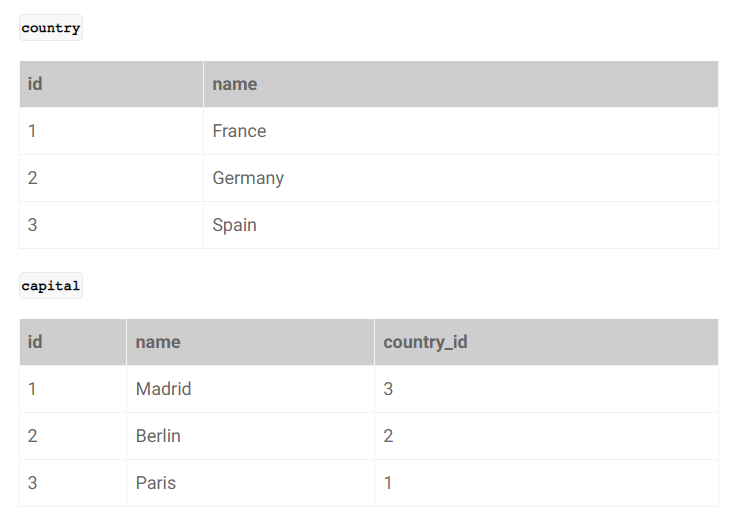 country
id name
1 France
2 Germany
3 Spain
capital
id name country_id
1 Madrid 3
2 Berlin 2
3 Paris 1